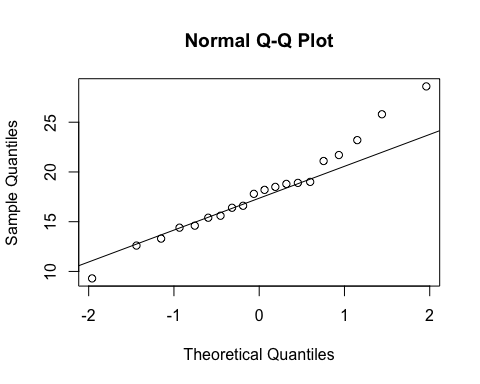 Normal Q-Q Plot
Sample Quantiles
25
20
15
10
-2 -1 0 1 2
Theoretical Quantiles